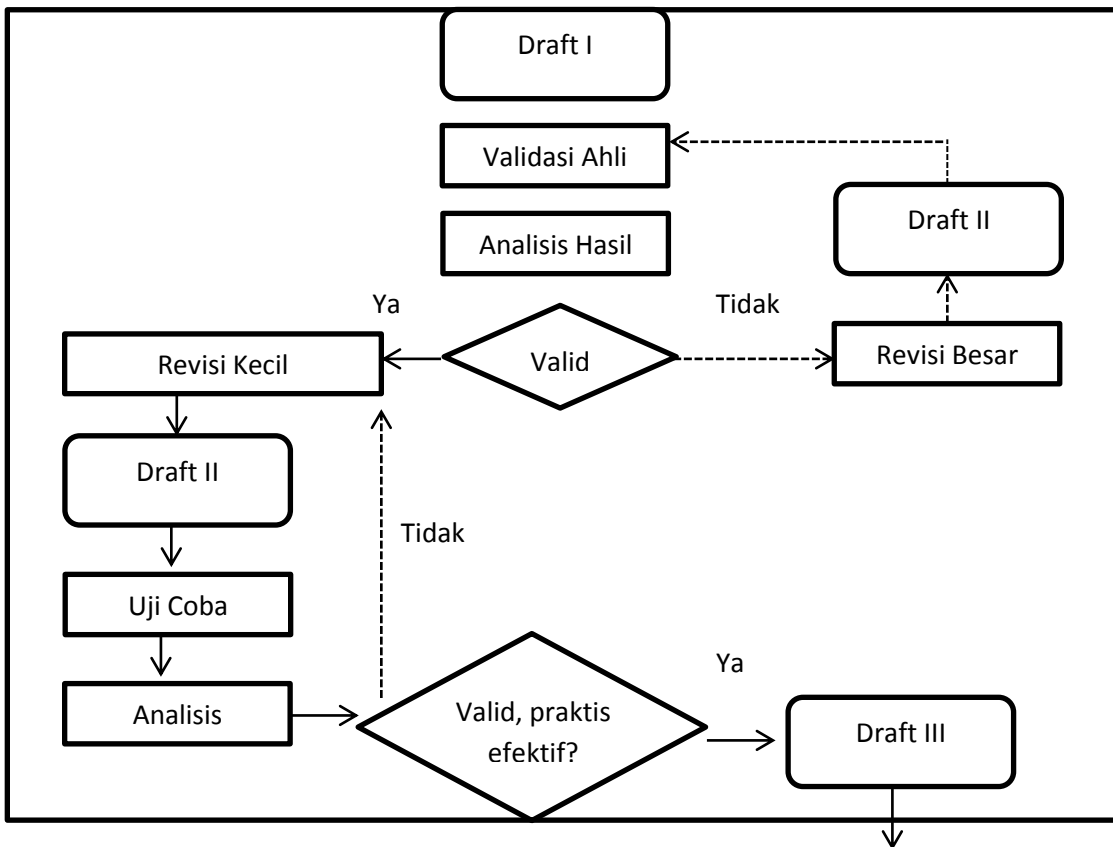 Draft I
Validasi Ahli
Draft II
Analisis Hasil
Ya
Tidak
Revisi Kecil
Valid
Revisi Besar
Draft II
Tidak
Uji Coba
Ya
Analisis
Valid, praktis
efektif?
Draft III